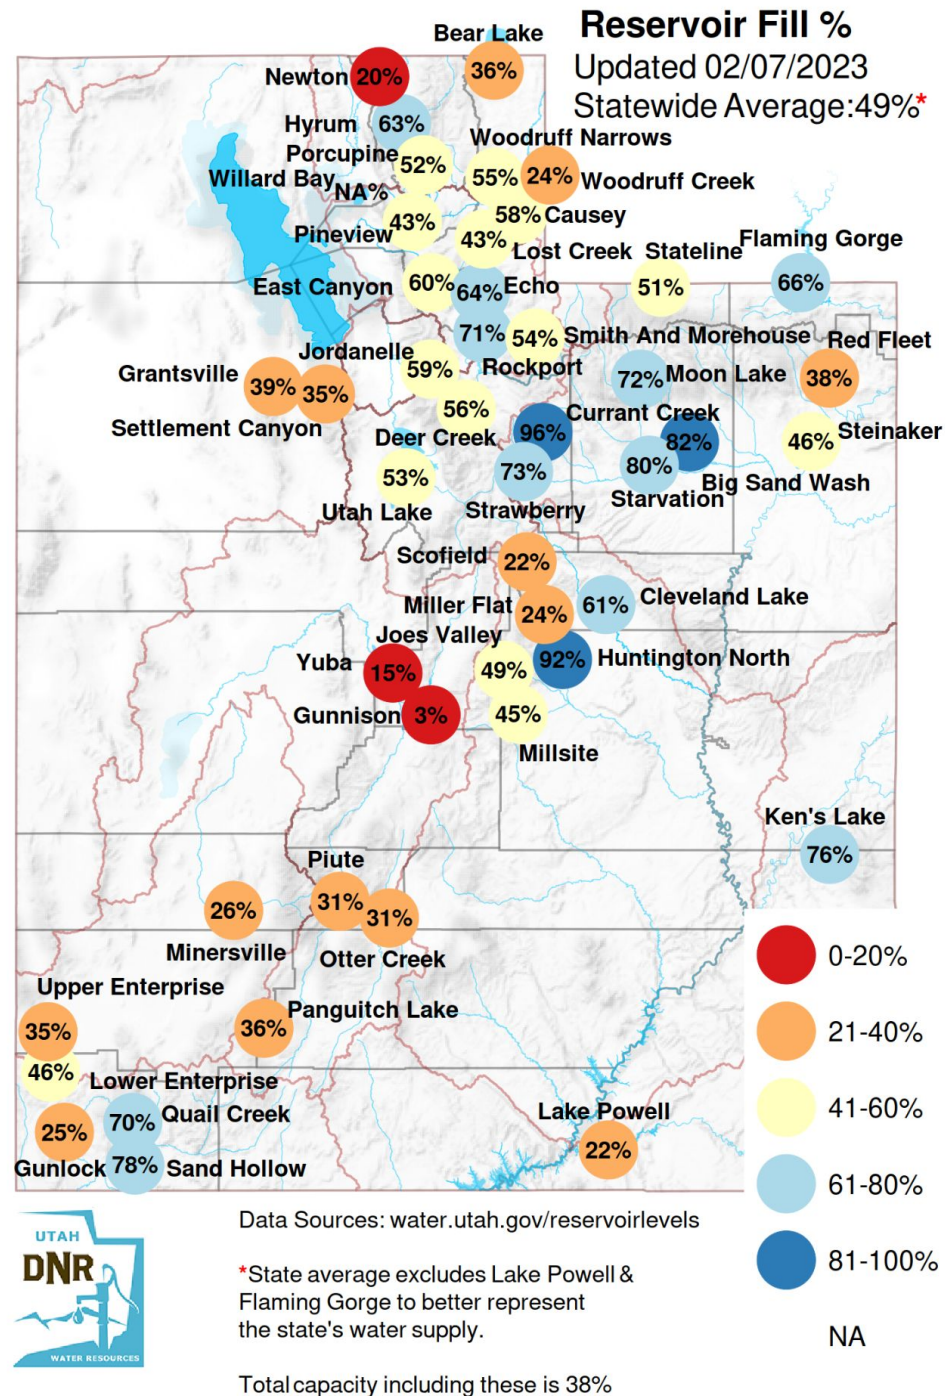 Reservoir Fill %
Updated 02/07/2023
Statewide Average:49%*
Bear Lake
36%
Newton
20%
Hyrum
63%
Porcupine
52%
Woodruff Narrows
55%
24%
Woodruff Creek
Willard Bay
NA%
58%
Causey
Pineview
43%
43%
Lost Creek
Stateline
51%
Flaming Gorge
66%
East Canyon
60%
64%
Echo
71%
Rockport
54%
Smith And Morehouse
Red Fleet
38%
Jordanelle
59%
Grantsville
39%
35%
Settlement Canyon
72%
Moon Lake
56%
Deer Creek
Currant Creek
96%
82%
Big Sand Wash
46%
Steinaker
80%
Starvation
53%
Utah Lake
73%
Strawberry
Scofield
22%
Miller Flat
24%
61%
Cleveland Lake
Joes Valley
49%
92%
Huntington North
Yuba
15%
Gunnison
3%
45%
Millsite
Ken's Lake
76%
Piute
31%
31%
Otter Creek
26%
Minersville
Upper Enterprise
35%
36%
Panguitch Lake
46%
Lower Enterprise
70%
Quail Creek
25%
Gunlock
78%
Sand Hollow
Lake Powell
22%
0-20%
21-40%
41-60%
61-80%
81-100%
NA
UTAH
DNR
WATER RESOURCES
Data Sources: water.utah.gov/reservoirlevels
*State average excludes Lake Powell &
Flaming Gorge to better represent
the state's water supply.
Total capacity including these is 38%